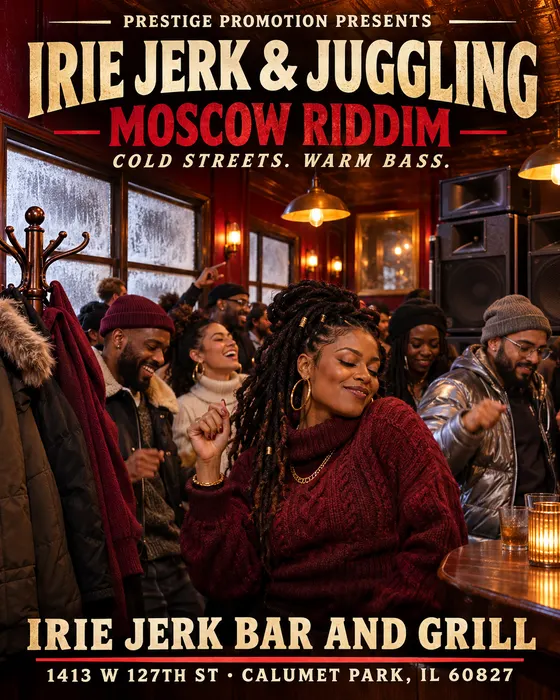 PRESTIGE PROMOTION PRESENTS
IRIE JERK & JUGGLING
MOSCOW RIDDIM
COLD STREETS. WARM BASS.
IRIE JERK BAR AND GRILL
1413 W 127TH ST • CALUMET PARK, IL 60827